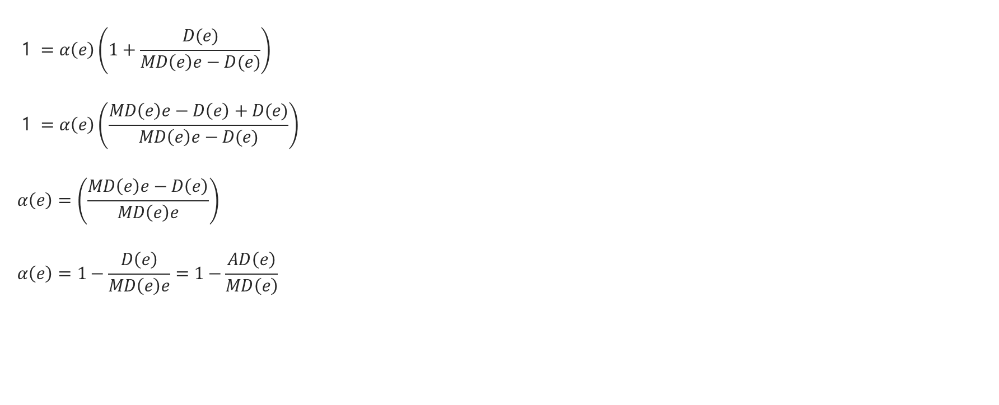 1 = α(e) (1 + D(e) / (MD(e)e − D(e)))
1 = α(e) ((MD(e)e − D(e) + D(e)) / (MD(e)e − D(e)))
α(e) = ((MD(e)e − D(e)) / (MD(e)e))
α(e) = 1 − D(e) / (MD(e)e) = 1 − AD(e) / MD(e)